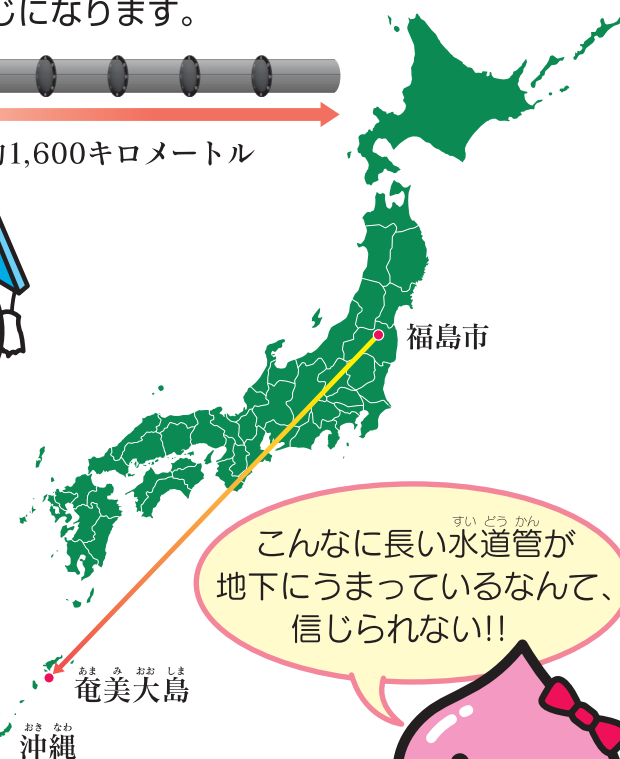 じになります。
約1,600キロメートル
福島市
すい どう かん
こんなに長い水道管が
地下にうまっているなんて、
信じられない!!
あま み おお しま
奄美大島
おき なわ
沖縄